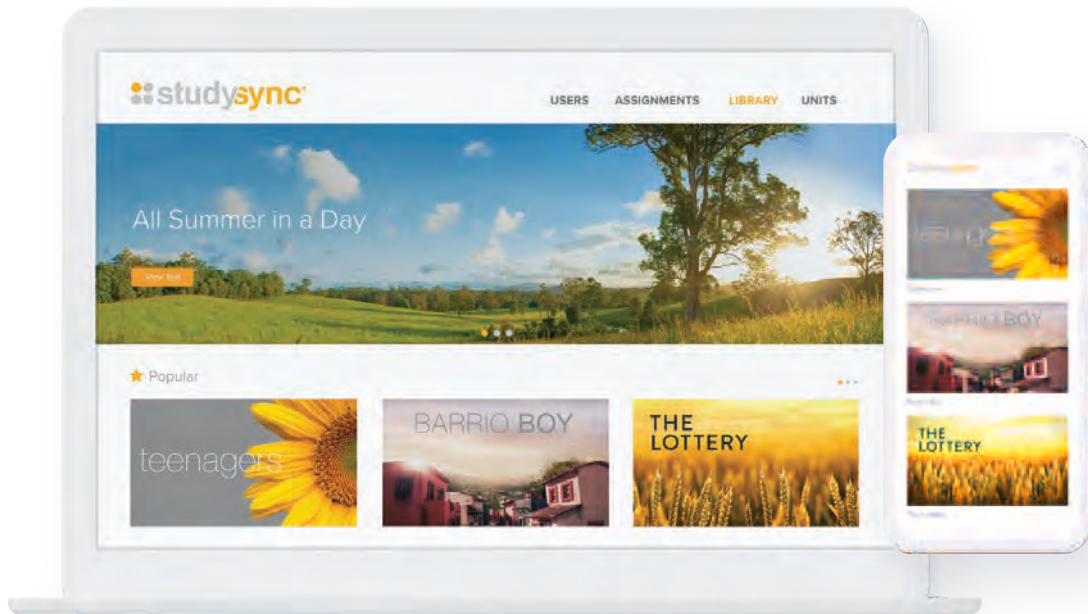 studysync®
USERS ASSIGNMENTS LIBRARY UNITS
All Summer in a Day
View Text
Popular
teenagers
BARRIO BOY
THE
LOTTERY
BARRIO BOY
THE
LOTTERY